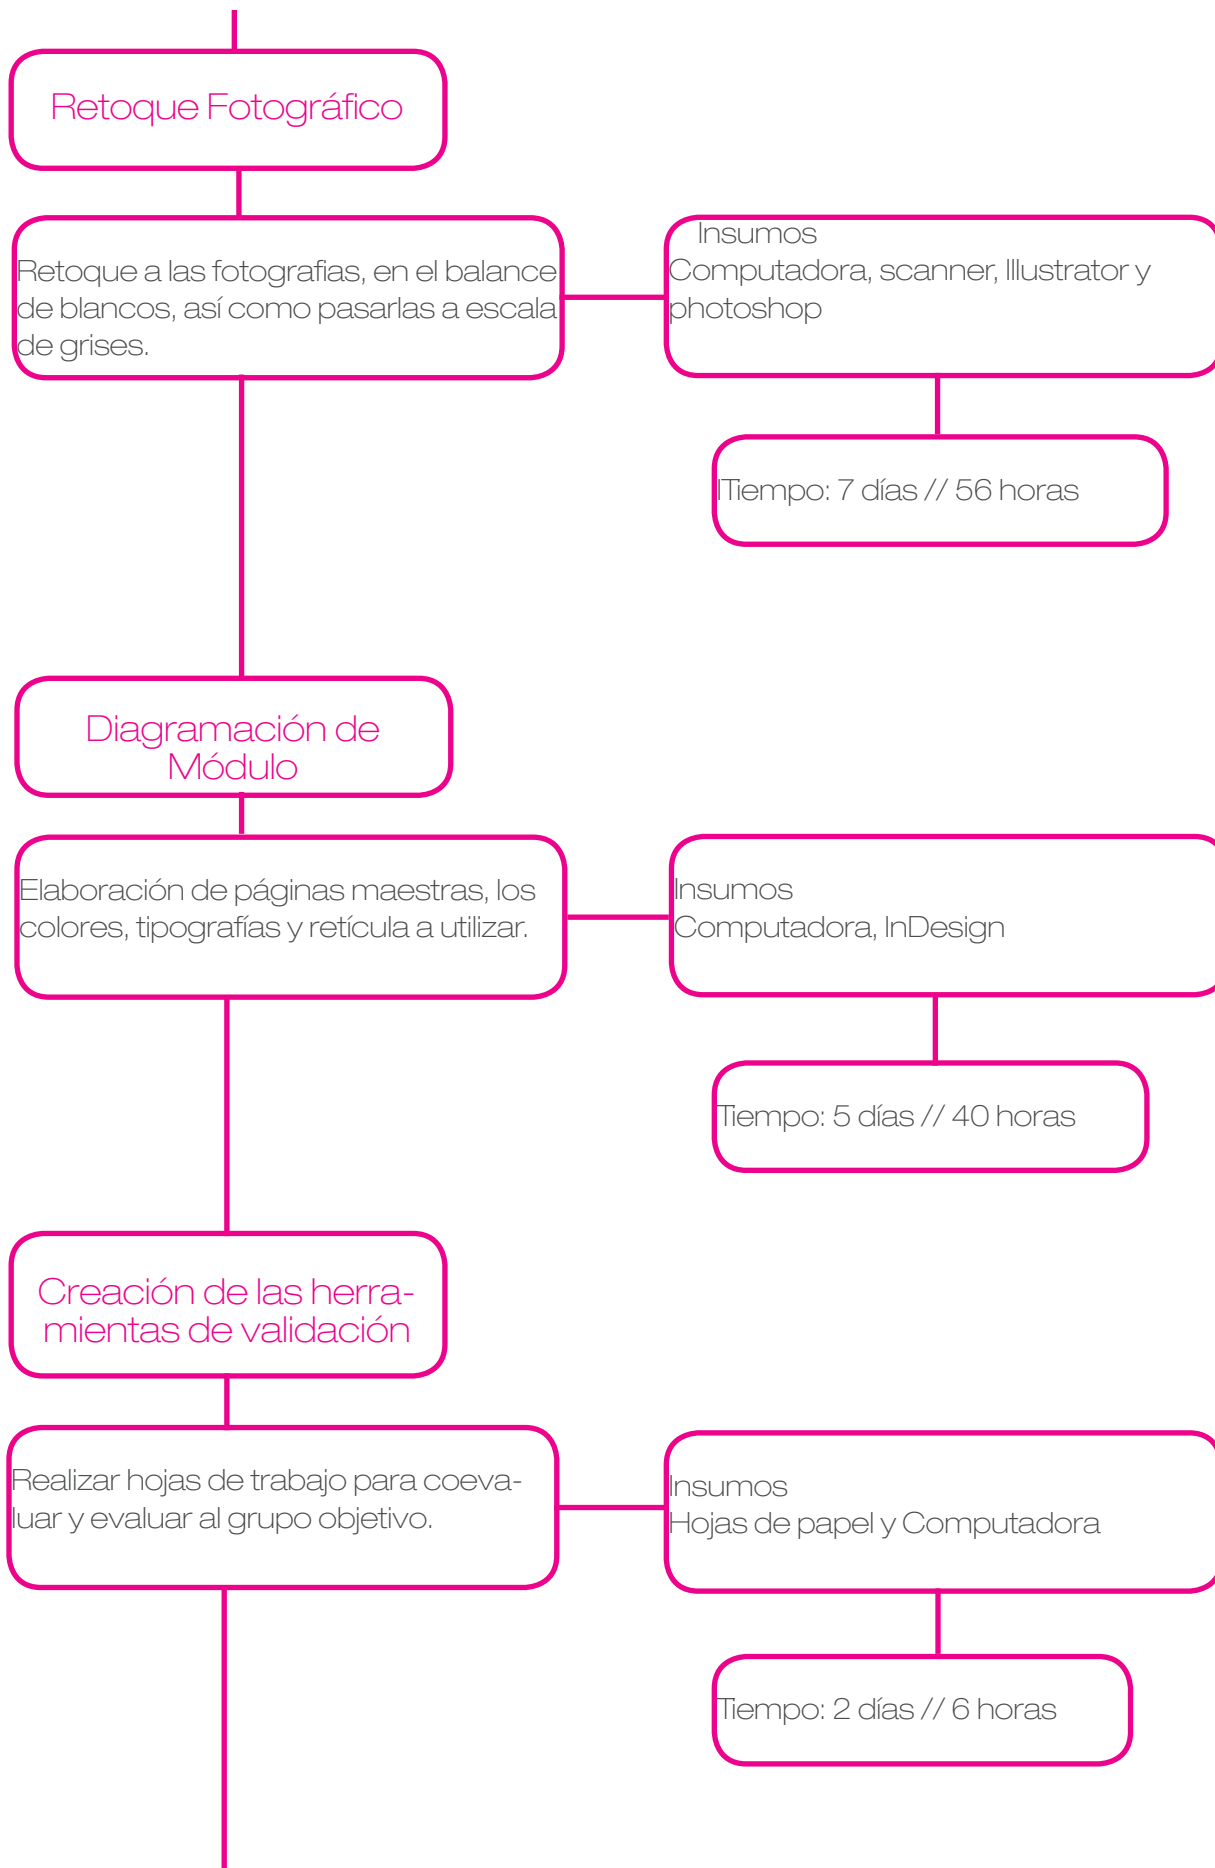 Retoque Fotográfico
Retoque a las fotografias, en el balance
de blancos, así como pasarlas a escala
de grises.
Insumos
Computadora, scanner, Illustrator y
photoshop
ITiempo: 7 días // 56 horas
Diagramación de
Módulo
Elaboración de páginas maestras, los
colores, tipografías y retícula a utilizar.
Insumos
Computadora, InDesign
Tiempo: 5 días // 40 horas
Creación de las herra-
mientas de validación
Realizar hojas de trabajo para coeva-
luar y evaluar al grupo objetivo.
Insumos
Hojas de papel y Computadora
Tiempo: 2 días // 6 horas